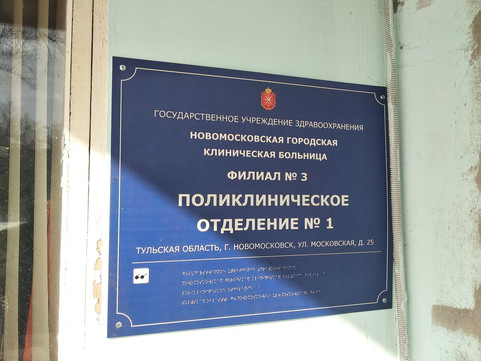 ГОСУДАРСТВЕННОЕ УЧРЕЖДЕНИЕ ЗДРАВООХРАНЕНИЯ
НОВОМОСКОВСКАЯ ГОРОДСКАЯ
КЛИНИЧЕСКАЯ БОЛЬНИЦА
ФИЛИАЛ № 3
ПОЛИКЛИНИЧЕСКОЕ
ОТДЕЛЕНИЕ № 1
ТУЛЬСКАЯ ОБЛАСТЬ, Г. НОВОМОСКОВСК, УЛ. МОСКОВСКАЯ, Д. 25